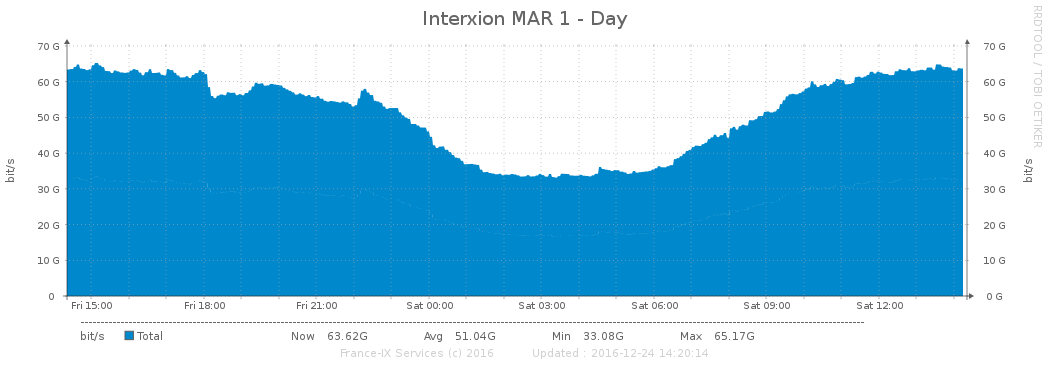 Interxion MAR 1 - Day
RRDTOOL / TOBI OETIKER
bit/s
bit/s
70 G 70 G
60 G 60 G
50 G 50 G
40 G 40 G
30 G 30 G
20 G 20 G
10 G 10 G
0 0 G
Fri 15:00 Fri 18:00 Fri 21:00 Sat 00:00 Sat 03:00 Sat 06:00 Sat 09:00 Sat 12:00
bit/s Total Now 63.62G Avg 51.04G Min 33.08G Max 65.17G
France-IX Services (c) 2016 Updated : 2016-12-24 14:20:14